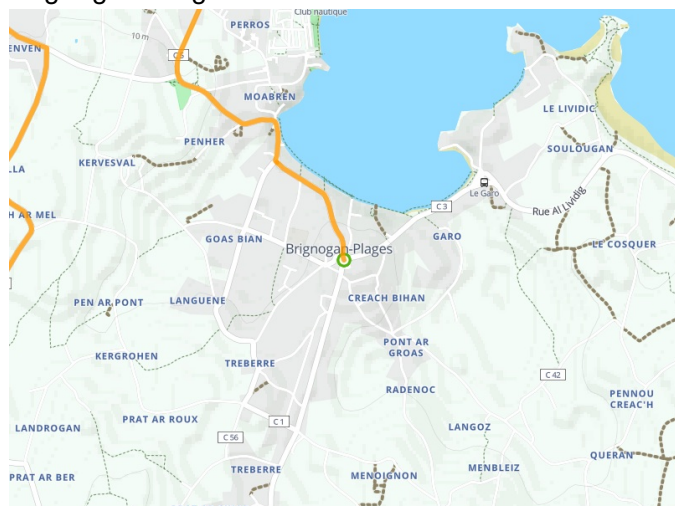 PERROS
Club nautique
ENVEN
10 m
MOABREN
LE LIVIDIC
PENHER
SOULOUGAN
KERVESVAL
LLA
Le Garo
Rue Al Lividig
C 3
H AR MEL
GOAS BIAN
GARO
LE COSQUER
Brignogan-Plages
PEN AR PONT
LANGUENE
CREACH BIHAN
PONT AR
GROAS
KERGROHEN
TREBERRE
C 42
RADENOC
PENNOU
CREAC'H
PRAT AR ROUX
C 1
LANDROGAN
LANGOZ
C 56
QUERAN
PRAT AR BER
TREBERRE
MENOIGNON
MENBLEIZ